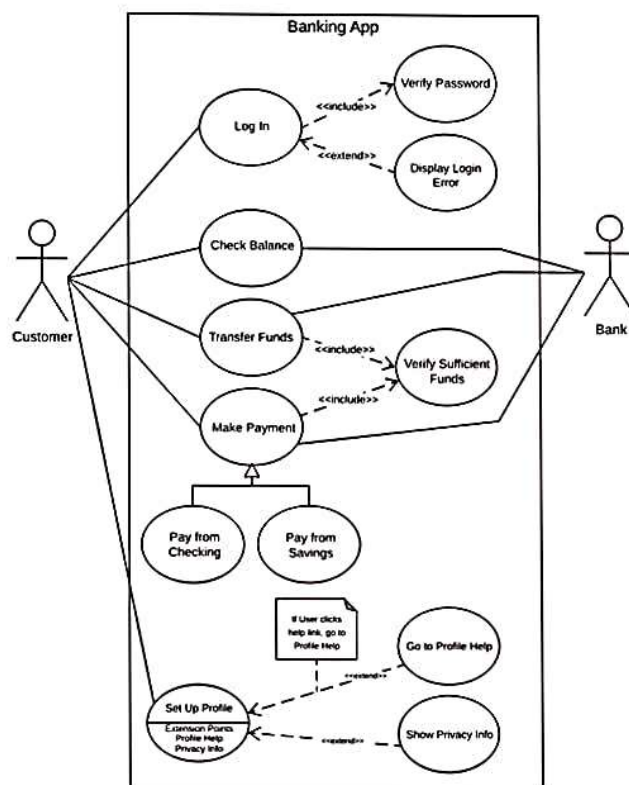 Banking App
Verify Password
<<include>>
Log In
<<extend>>
Display Login
Error
Check Balance
Customer
Bank
Transfer Funds
<<include>>
Verify Sufficient
Funds
<<include>>
Make Payment
Pay from
Checking
Pay from
Savings
If User clicks
help link, go to
Profile Help
Go to Profile Help
<<extend>>
Set Up Profile
Extension Points
Profile Help
Privacy Info
<<extend>>
Show Privacy Info